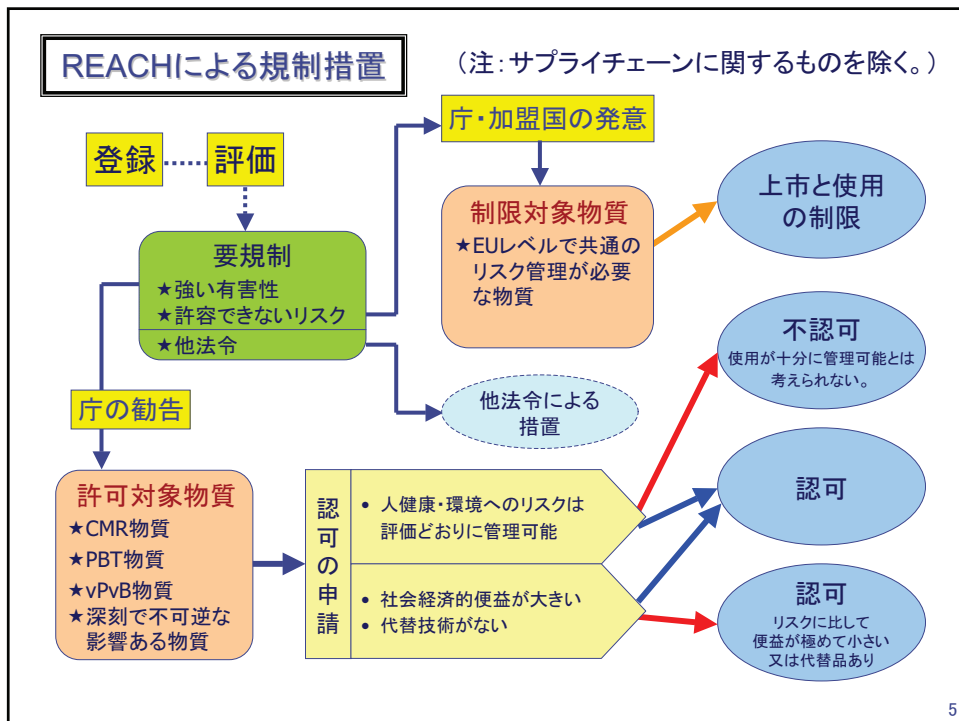 REACHによる規制措置
(注:サプライチェーンに関するものを除く。)
登録
評価
庁・加盟国の発意
要規制
★強い有害性
★許容できないリスク
★他法令
制限対象物質
★EUレベルで共通の
リスク管理が必要
な物質
上市と使用
の制限
不認可
使用が十分に管理可能とは
考えられない。
他法令による
措置
庁の勧告
許可対象物質
★CMR物質
★PBT物質
★vPvB物質
★深刻で不可逆な
影響ある物質
認可の申請
• 人健康・環境へのリスクは
評価どおりに管理可能
• 社会経済的便益が大きい
• 代替技術がない
認可
認可
リスクに比して
便益が極めて小さい
又は代替品あり
5